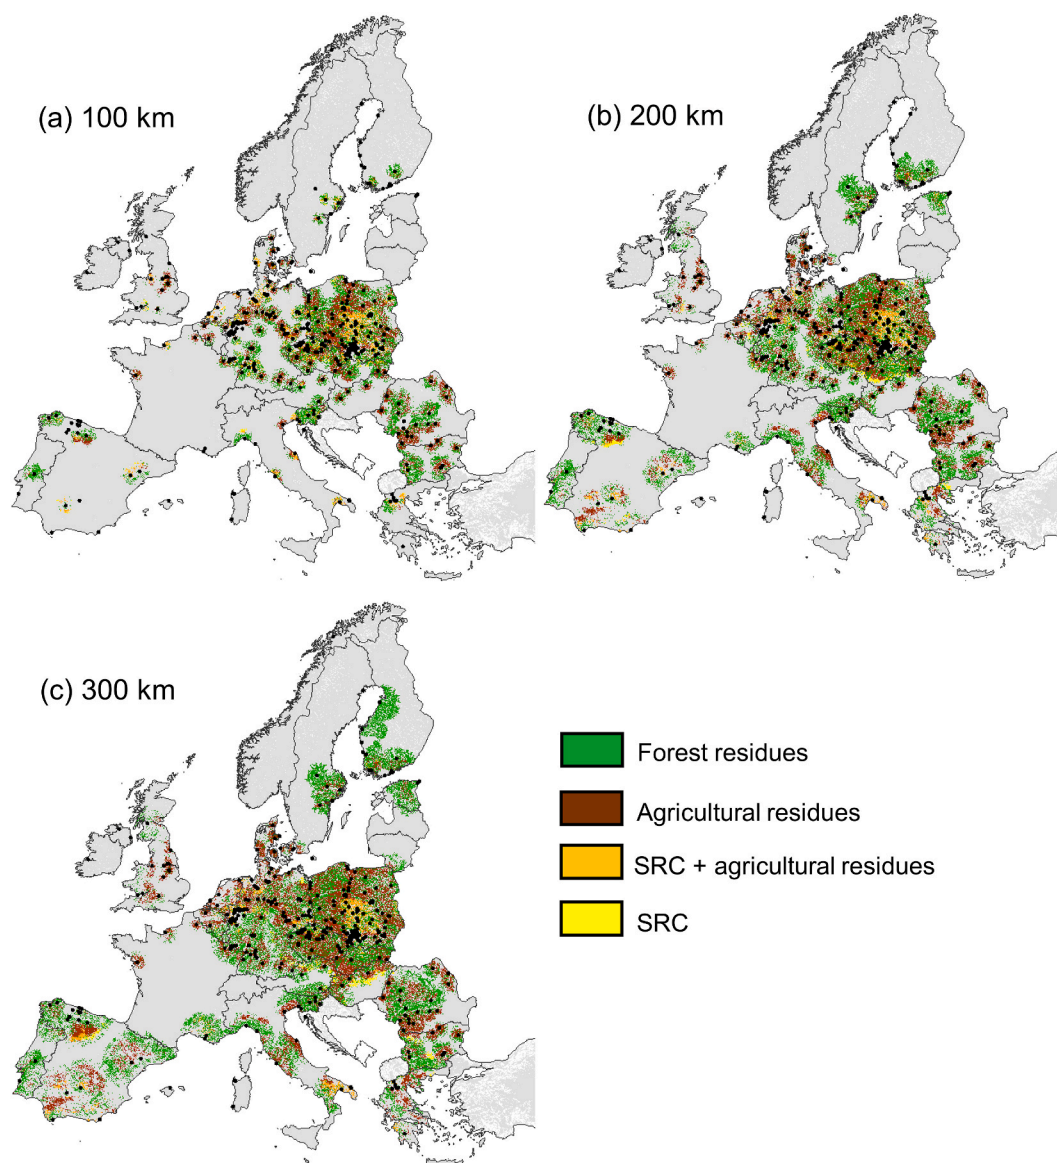 (a) 100 km
(b) 200 km
(c) 300 km
Forest residues
Agricultural residues
SRC + agricultural residues
SRC